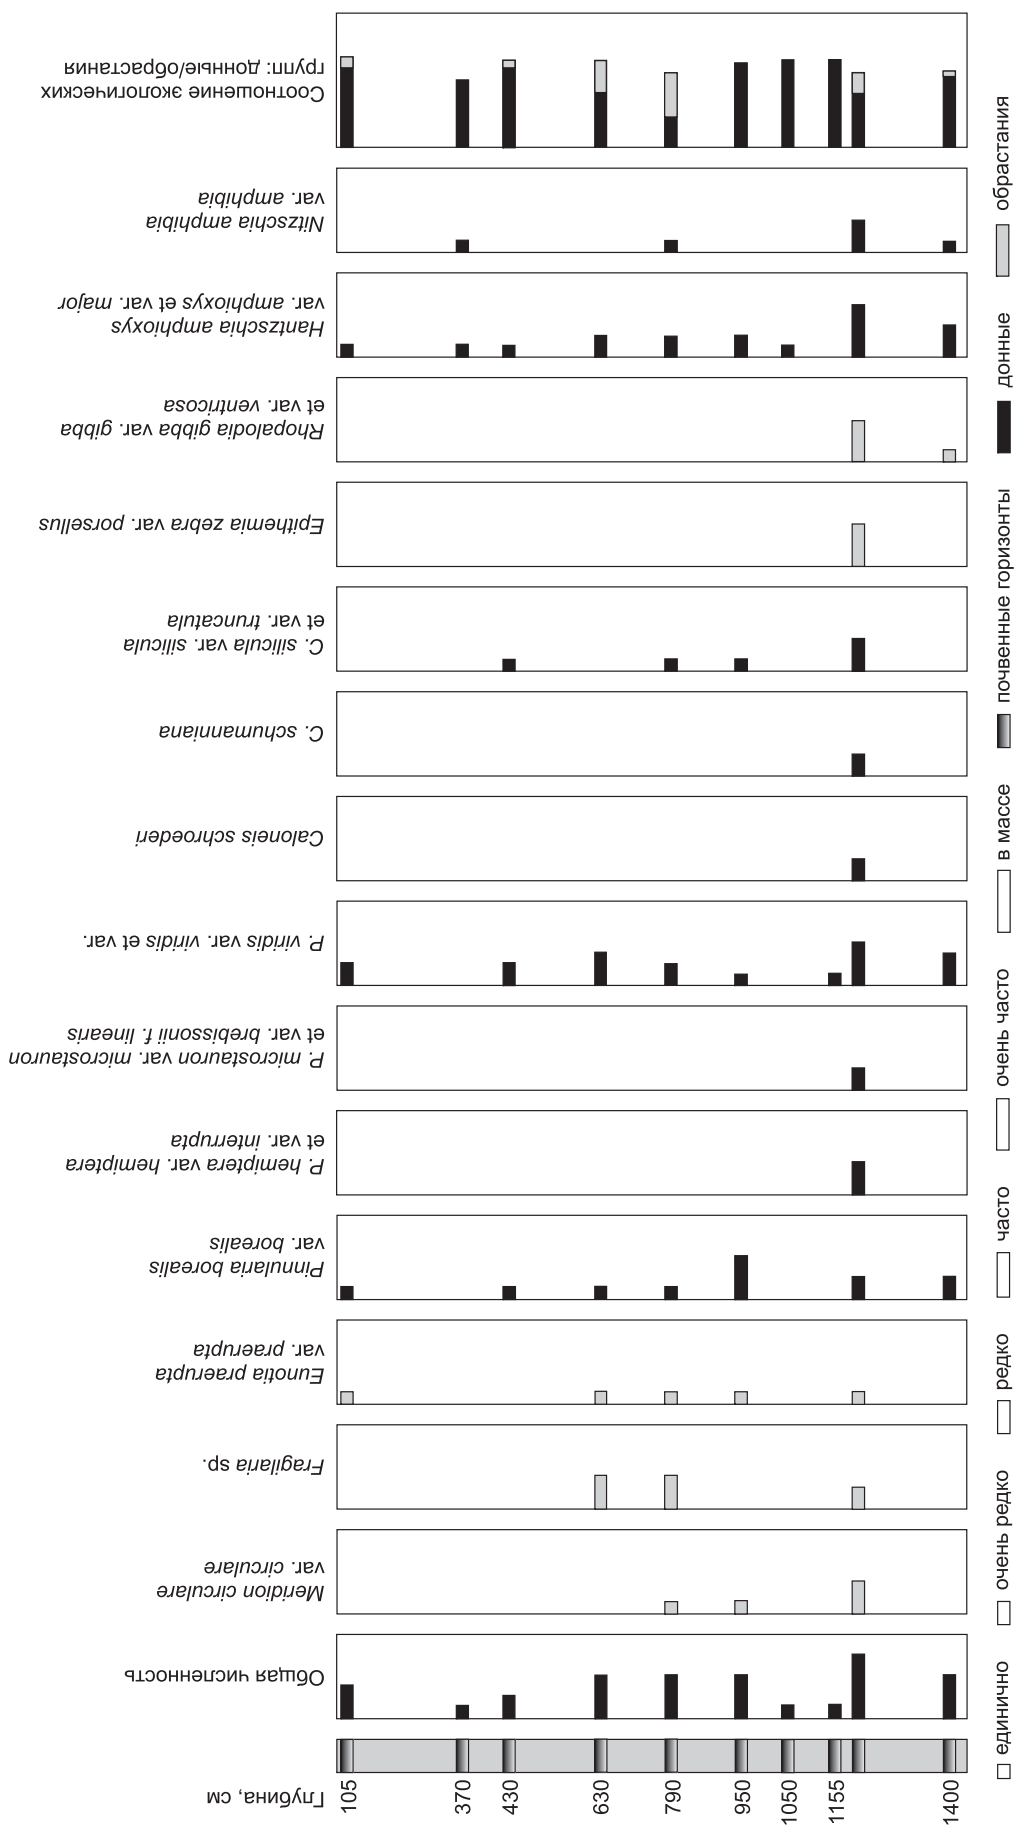 Глубина, см
105
370
430
630
790
950
1050
1155
1400
Общая численность
Meridion circulare
var. circulare
Fragilaria sp.
Eunotia praerupta
var. praerupta
Pinnularia borealis
var. borealis
P. hemiptera var. hemiptera
et var. interrupta
P. microstauron var. microstauron
et var. brebissonii f. linearis
P. viridis var. viridis et var.
Caloneis schroederi
C. schumanniana
C. silicula var. silicula
et var. truncatula
Epithemia zebra var. porsellus
Rhopalodia gibba var. gibba
et var. ventricosa
Hantzschia amphioxys
var. amphioxys et var. major
Nitzschia amphibia
var. amphibia
Соотношение экологических
групп: донные/обрастания
единично
очень редко
редко
часто
очень часто
в массе
почвенные горизонты
донные
обрастания